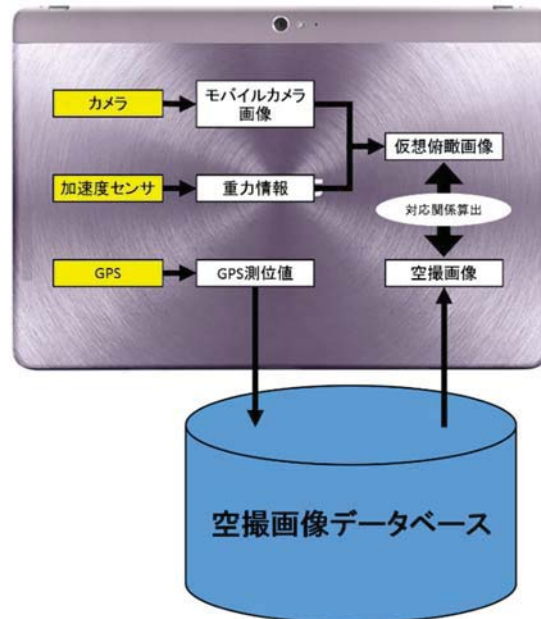 カメラ
モバイルカメラ
画像
仮想俯瞰画像
加速度センサ
重力情報
対応関係算出
GPS
GPS測位値
空撮画像
空撮画像データベース